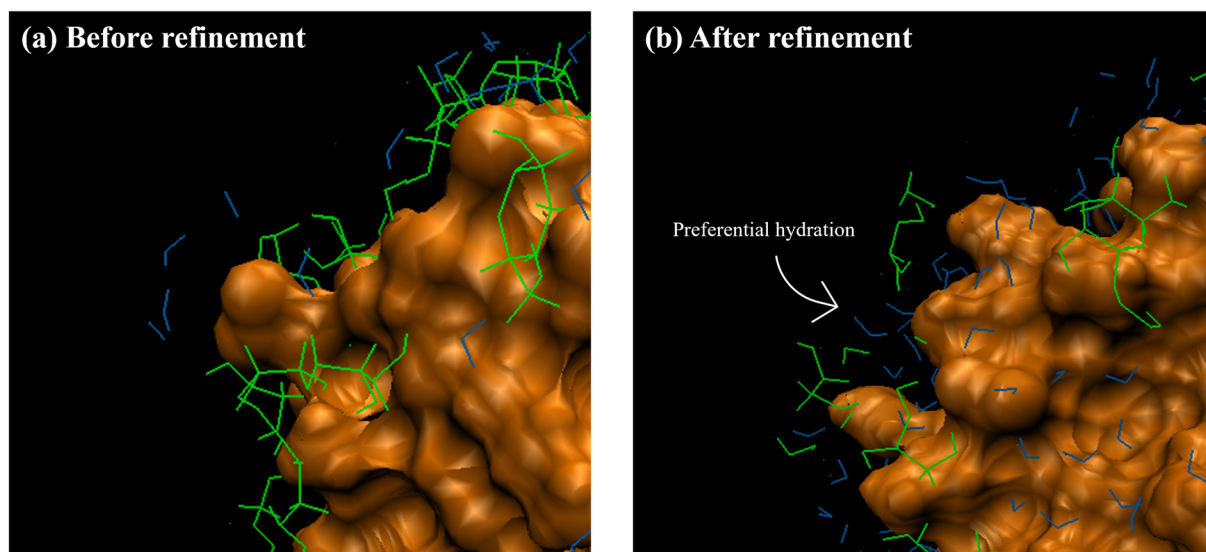 (a) Before refinement
(b) After refinement
Preferential hydration